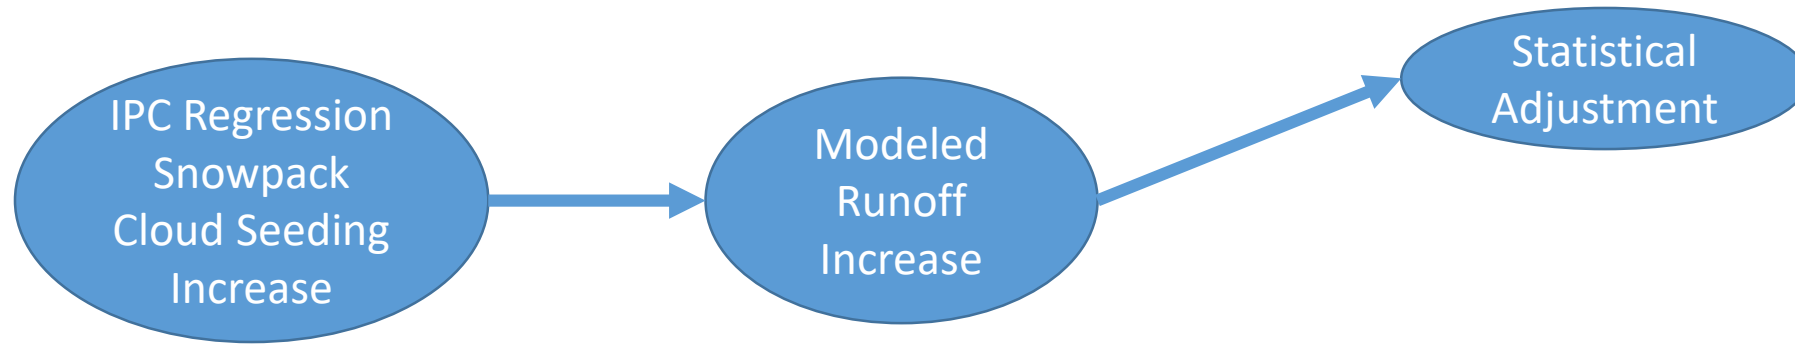 IPC Regression
Snowpack
Cloud Seeding
Increase
Modeled
Runoff
Increase
Statistical
Adjustment